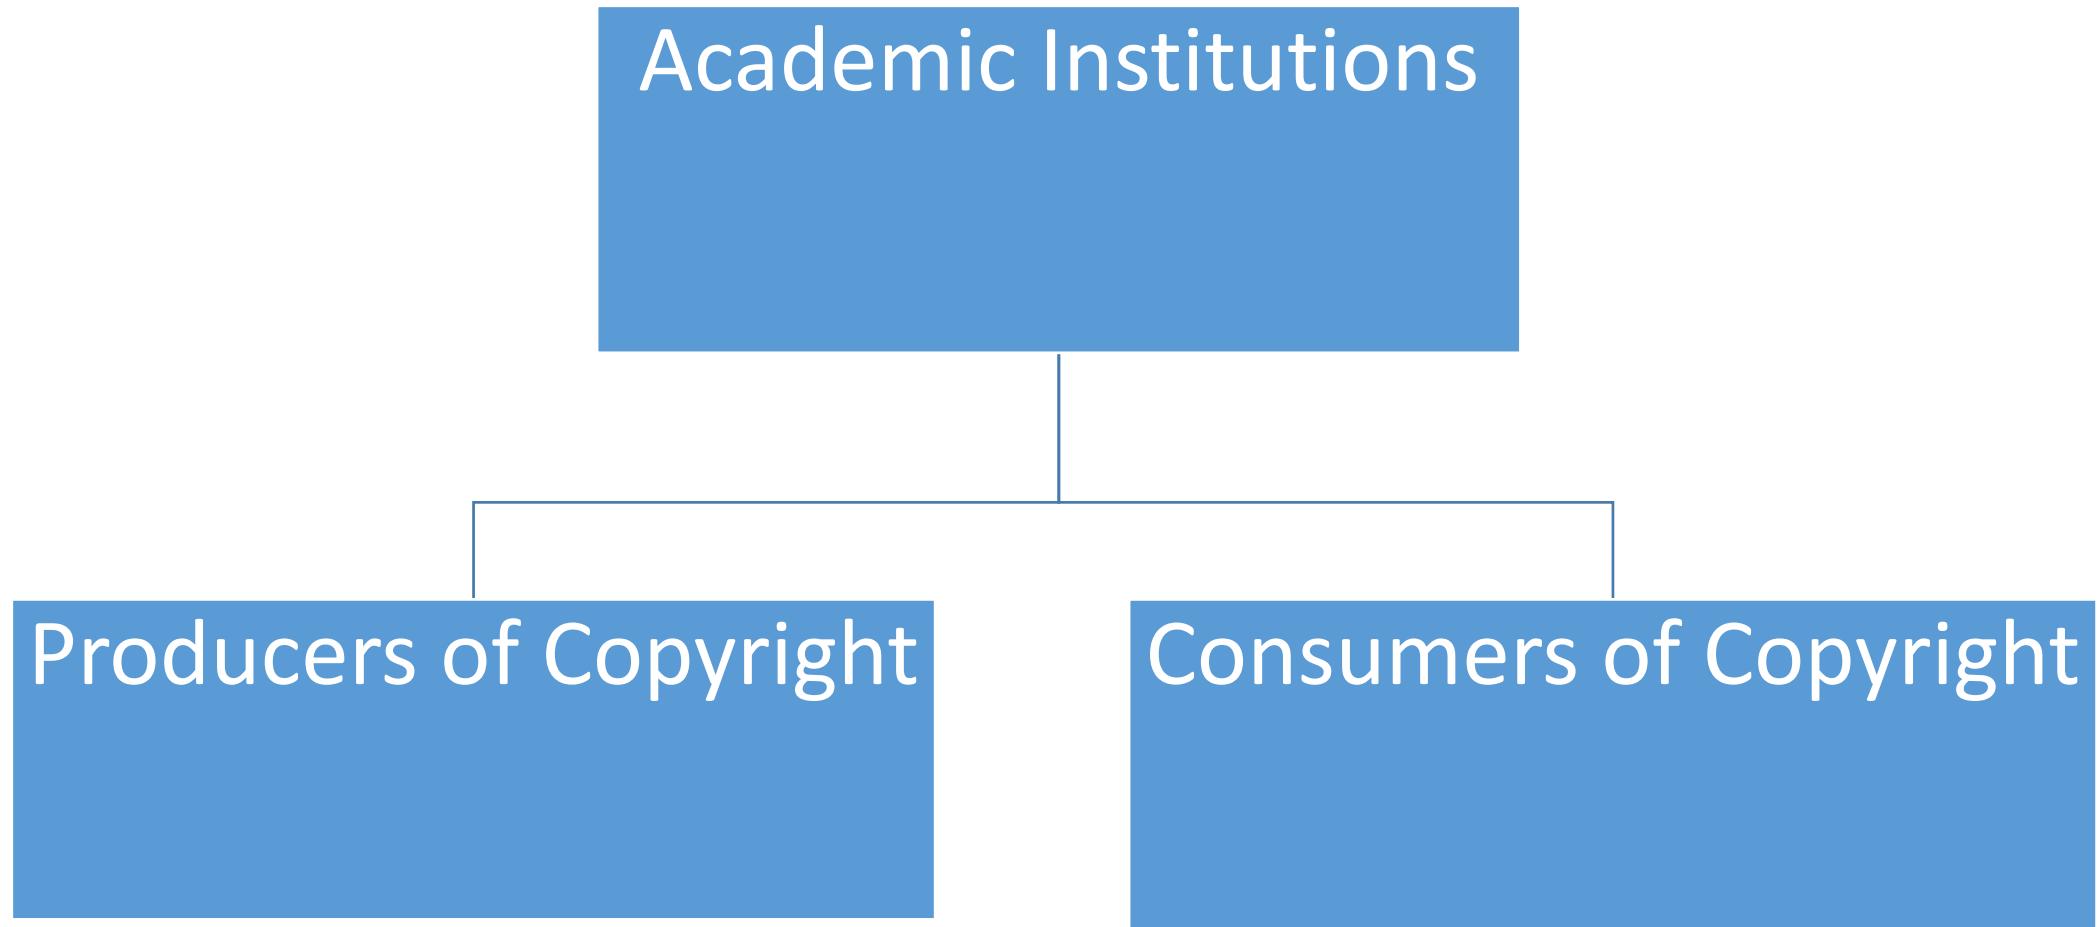 Academic Institutions
Producers of Copyright
Consumers of Copyright